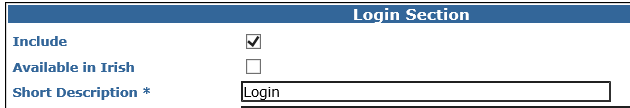 Login Section
Include
Available in Irish
Short Description * Login